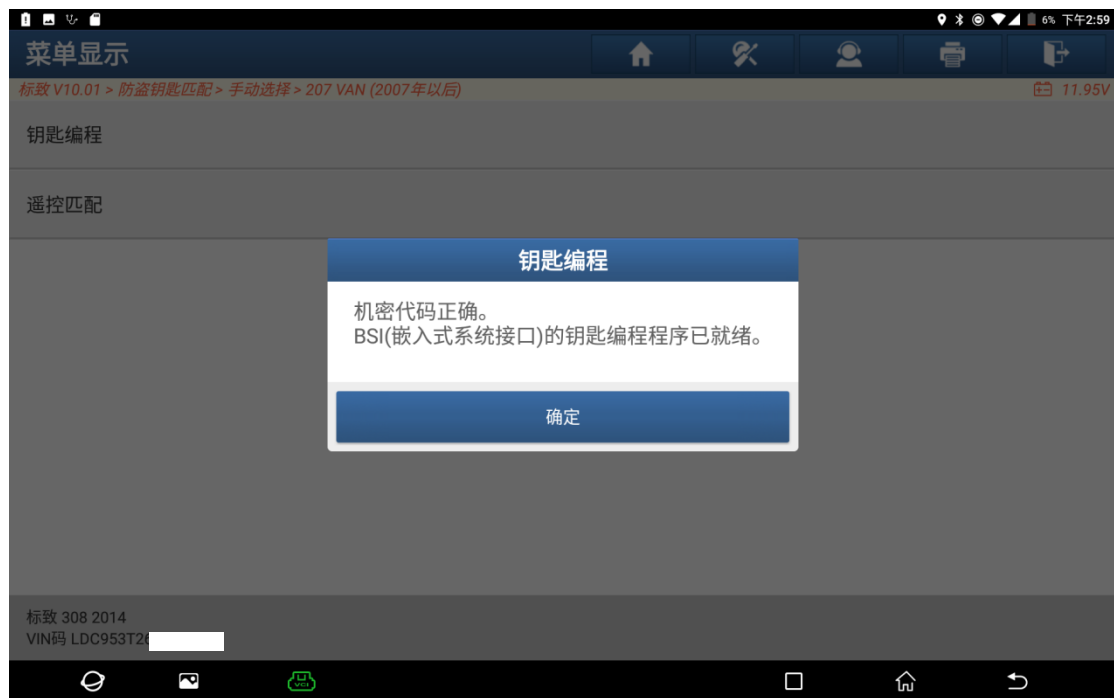 6% 下午2:59
菜单显示
标致 V10.01 > 防盗钥匙匹配 > 手动选择 > 207 VAN (2007年以后)
11.95V
钥匙编程
遥控匹配
钥匙编程
机密代码正确。
BSI(嵌入式系统接口)的钥匙编程程序已就绪。
确定
标致 308 2014
VIN码 LDC953T26
VCI